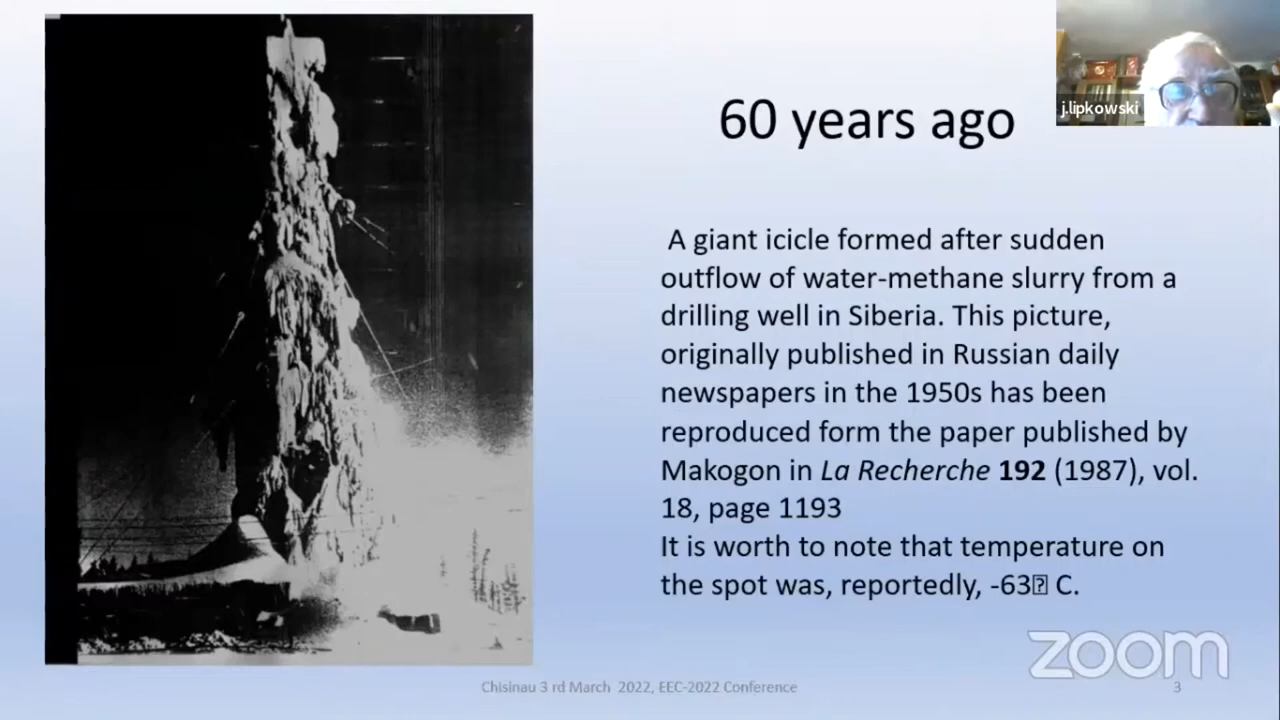 j.lipkowski
60 years ago
A giant icicle formed after sudden
outflow of water-methane slurry from a
drilling well in Siberia. This picture,
originally published in Russian daily
newspapers in the 1950s has been
reproduced form the paper published by
Makogon in La Recherche 192 (1987), vol.
18, page 1193
It is worth to note that temperature on
the spot was, reportedly, -63⍰ C.
zoom
Chisinau 3 rd March 2022, EEC-2022 Conference
3